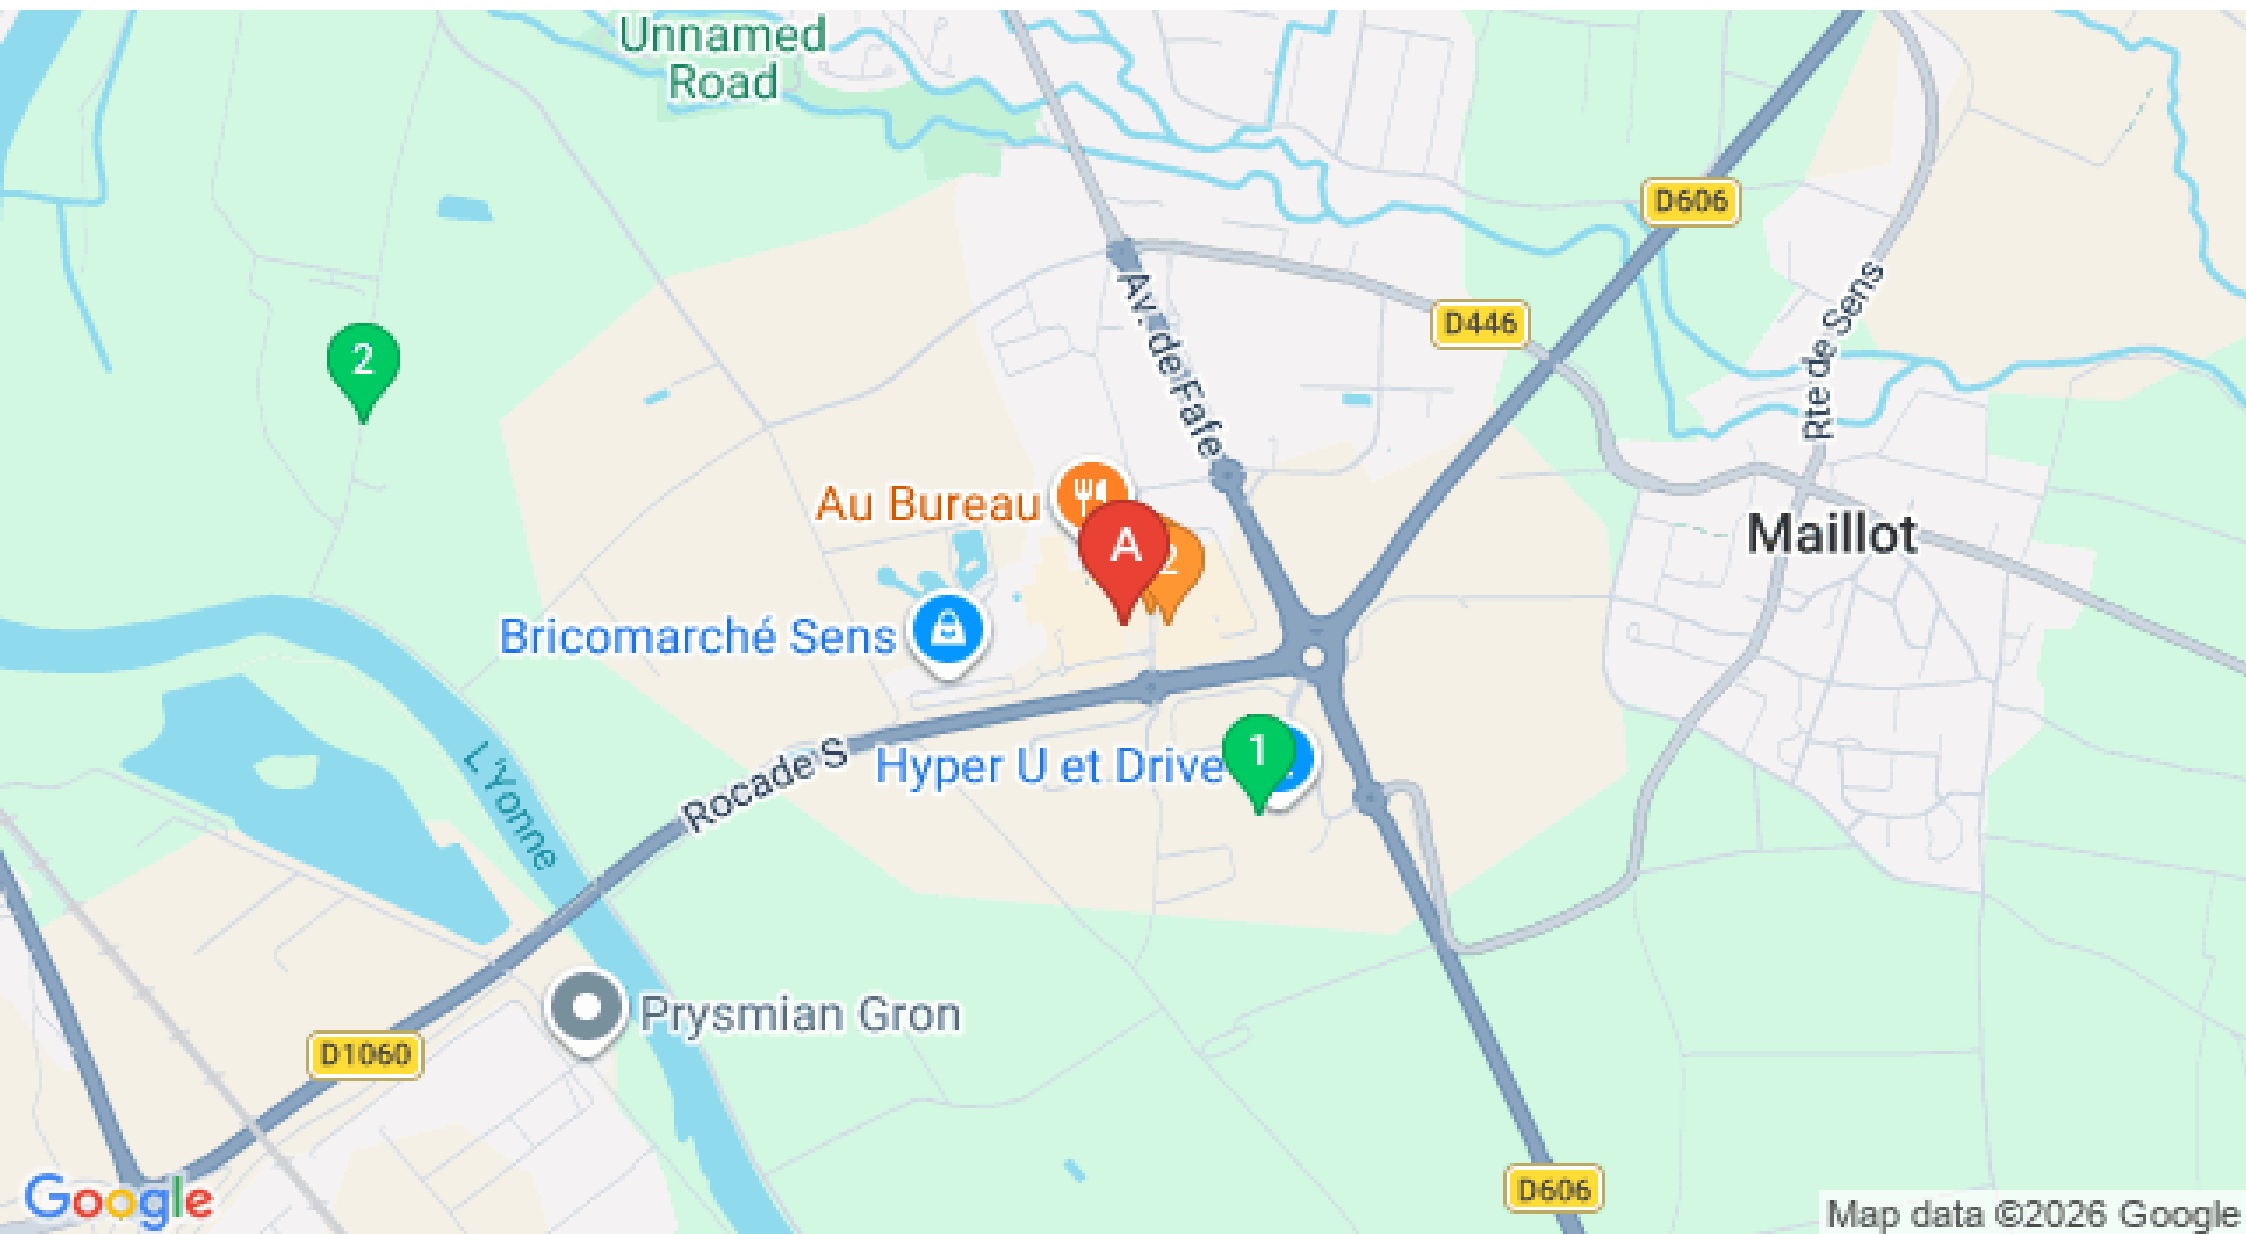 Unnamed
Road
D606
Av. de Fafe
D446
Rte de Sens
2
Au Bureau
A
2
Maillot
Bricomarché Sens
1
Hyper U et Drive
Rocade S
L'Yonne
Prysmian Gron
D1060
D606
Google
Map data ©2026 Google